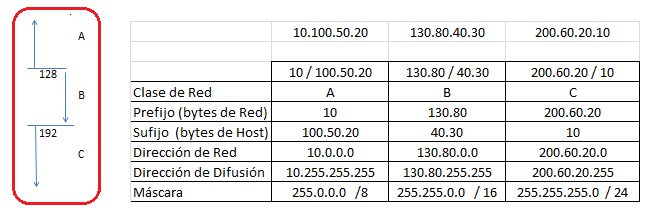 A
128
B
192
C
10.100.50.20 130.80.40.30 200.60.20.10
10 / 100.50.20 130.80 / 40.30 200.60.20 / 10
Clase de Red A B C
Prefijo (bytes de Red) 10 130.80 200.60.20
Sufijo (bytes de Host) 100.50.20 40.30 10
Dirección de Red 10.0.0.0 130.80.0.0 200.60.20.0
Dirección de Difusión 10.255.255.255 130.80.255.255 200.60.20.255
Máscara 255.0.0.0 /8 255.255.0.0 / 16 255.255.255.0 / 24